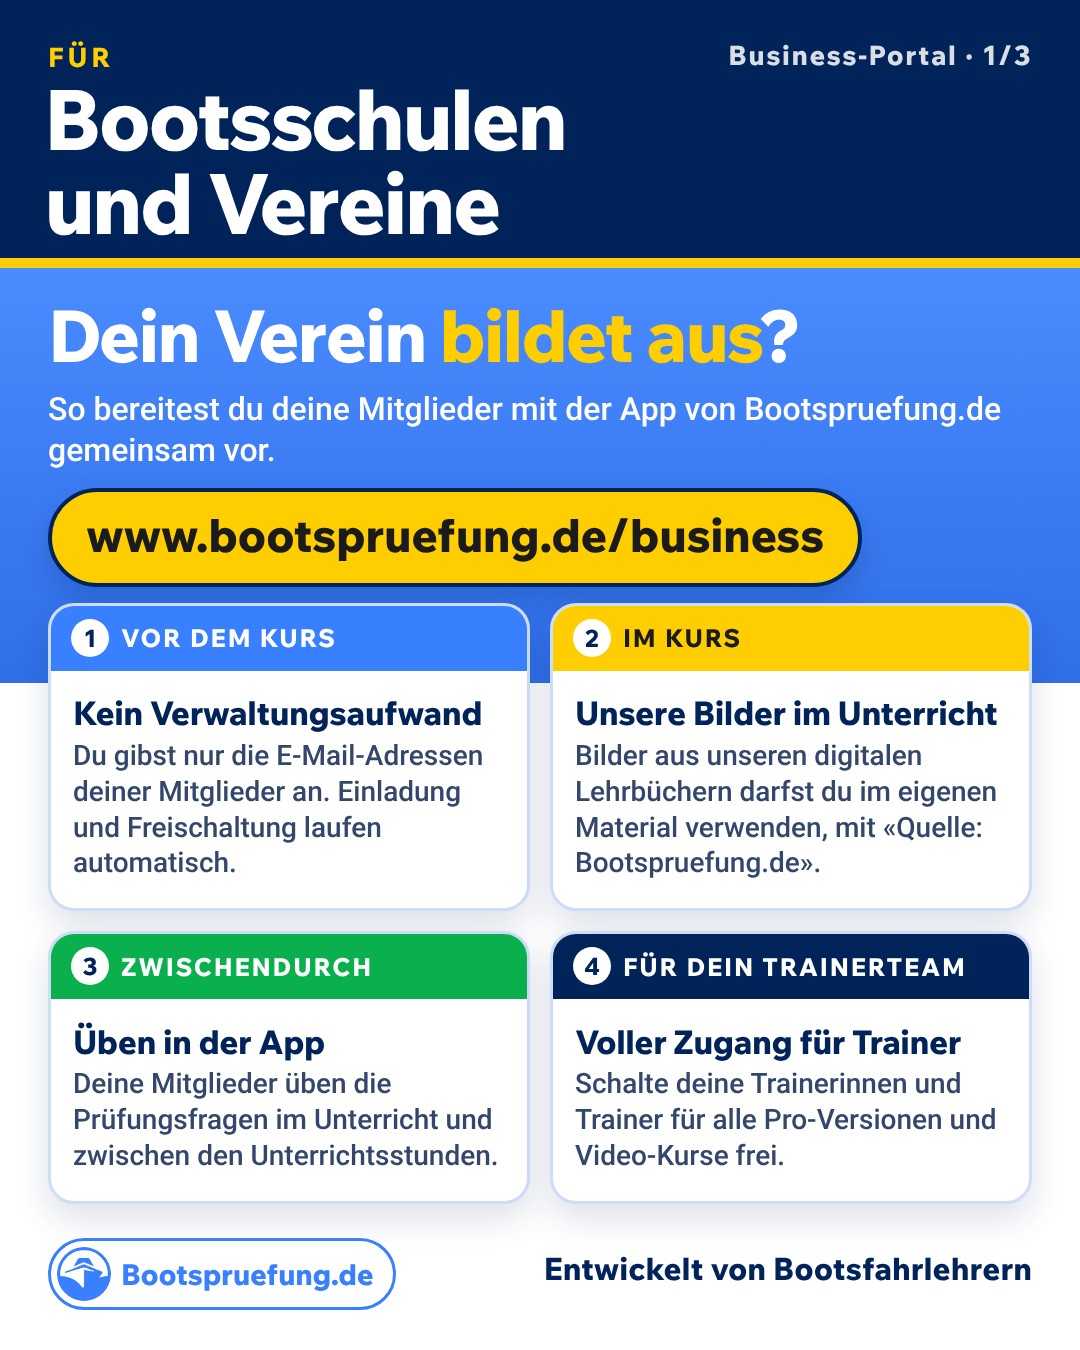 FÜR
Business-Portal · 1/3
Bootsschulen
und Vereine
Dein Verein bildet aus?
So bereitest du deine Mitglieder mit der App von Bootspruefung.de
gemeinsam vor.
www.bootspruefung.de/business
1 VOR DEM KURS
Kein Verwaltungsaufwand
Du gibst nur die E-Mail-Adressen
deiner Mitglieder an. Einladung
und Freischaltung laufen
automatisch.
2 IM KURS
Unsere Bilder im Unterricht
Bilder aus unseren digitalen
Lehrbüchern darfst du im eigenen
Material verwenden, mit «Quelle:
Bootspruefung.de».
3 ZWISCHENDURCH
Üben in der App
Deine Mitglieder üben die
Prüfungsfragen im Unterricht und
zwischen den Unterrichtsstunden.
4 FÜR DEIN TRAINERTEAM
Voller Zugang für Trainer
Schalte deine Trainerinnen und
Trainer für alle Pro-Versionen und
Video-Kurse frei.
Bootspruefung.de
Entwickelt von Bootsfahrlehrern